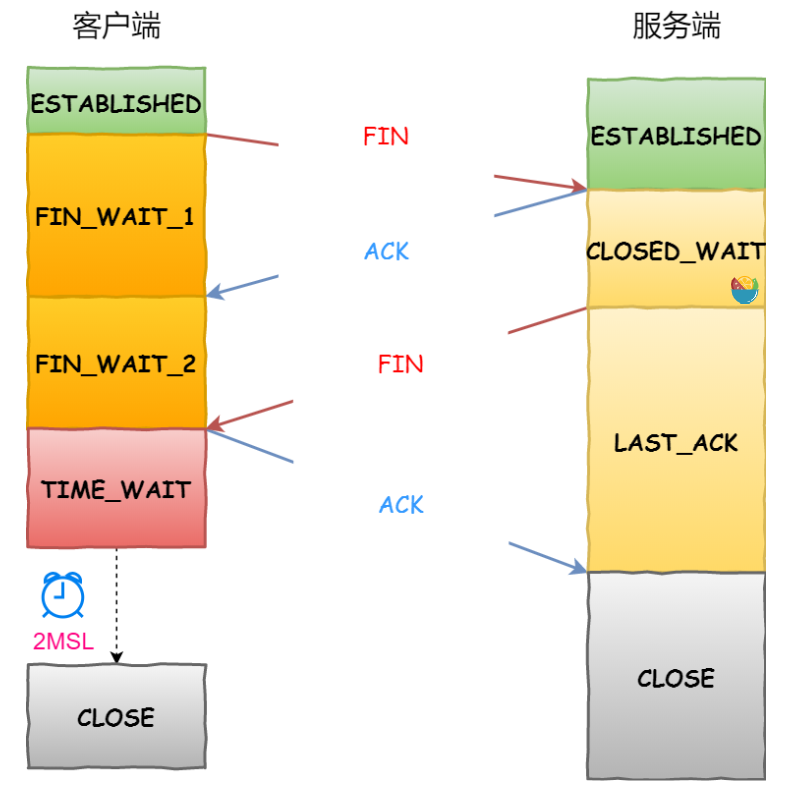 客户端
服务端
ESTABLISHED
ESTABLISHED
FIN
FIN_WAIT_1
ACK
CLOSED_WAIT
FIN_WAIT_2
FIN
LAST_ACK
TIME_WAIT
ACK
2MSL
CLOSE
CLOSE